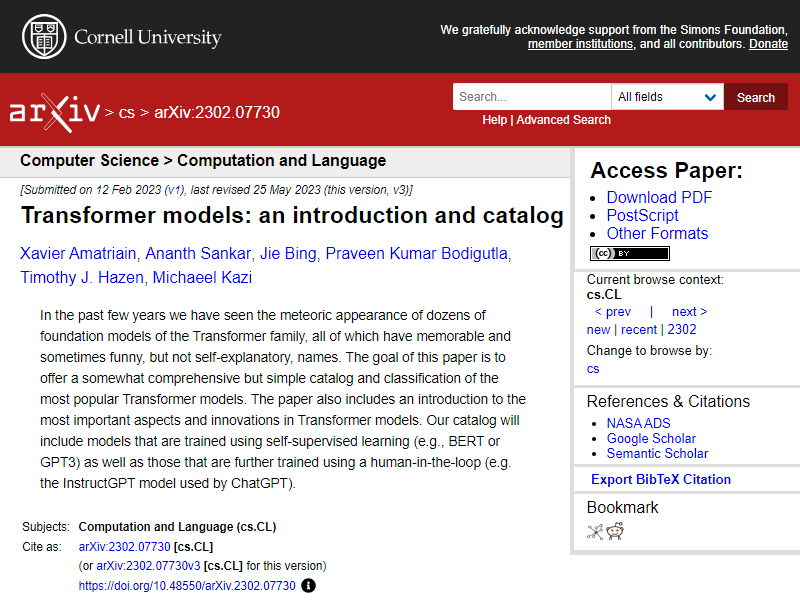 Cornell University
We gratefully acknowledge support from the Simons Foundation,
member institutions, and all contributors. Donate
arXiv > cs > arXiv:2302.07730
Search...
All fields
Search
Help | Advanced Search
Computer Science > Computation and Language
[Submitted on 12 Feb 2023 (v1), last revised 25 May 2023 (this version, v3)]
Transformer models: an introduction and catalog
Xavier Amatriain, Ananth Sankar, Jie Bing, Praveen Kumar Bodigutla,
Timothy J. Hazen, Michaeel Kazi
In the past few years we have seen the meteoric appearance of dozens of
foundation models of the Transformer family, all of which have memorable and
sometimes funny, but not self-explanatory, names. The goal of this paper is to
offer a somewhat comprehensive but simple catalog and classification of the
most popular Transformer models. The paper also includes an introduction to the
most important aspects and innovations in Transformer models. Our catalog will
include models that are trained using self-supervised learning (e.g., BERT or
GPT3) as well as those that are further trained using a human-in-the-loop (e.g.
the InstructGPT model used by ChatGPT).
Subjects: Computation and Language (cs.CL)
Cite as: arXiv:2302.07730 [cs.CL]
(or arXiv:2302.07730v3 [cs.CL] for this version)
https://doi.org/10.48550/arXiv.2302.07730
Access Paper:
Download PDF
PostScript
Other Formats
(cc) BY
Current browse context:
cs.CL
< prev | next >
new | recent | 2302
Change to browse by:
cs
References & Citations
NASA ADS
Google Scholar
Semantic Scholar
Export BibTeX Citation
Bookmark